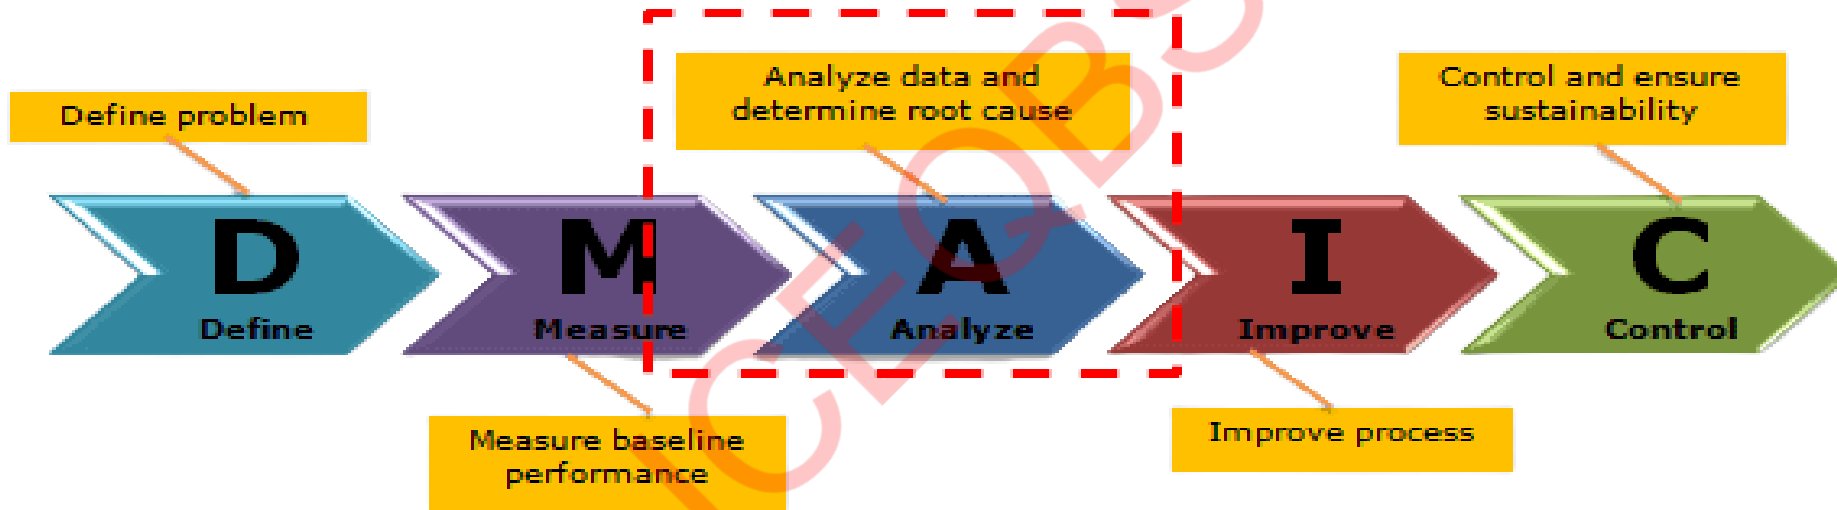 Define problem
Analyze data and
determine root cause
Control and ensure
sustainability
D
Define
M
Measure
A
Analyze
I
Improve
C
Control
Measure baseline
performance
Improve process
ICEQBS